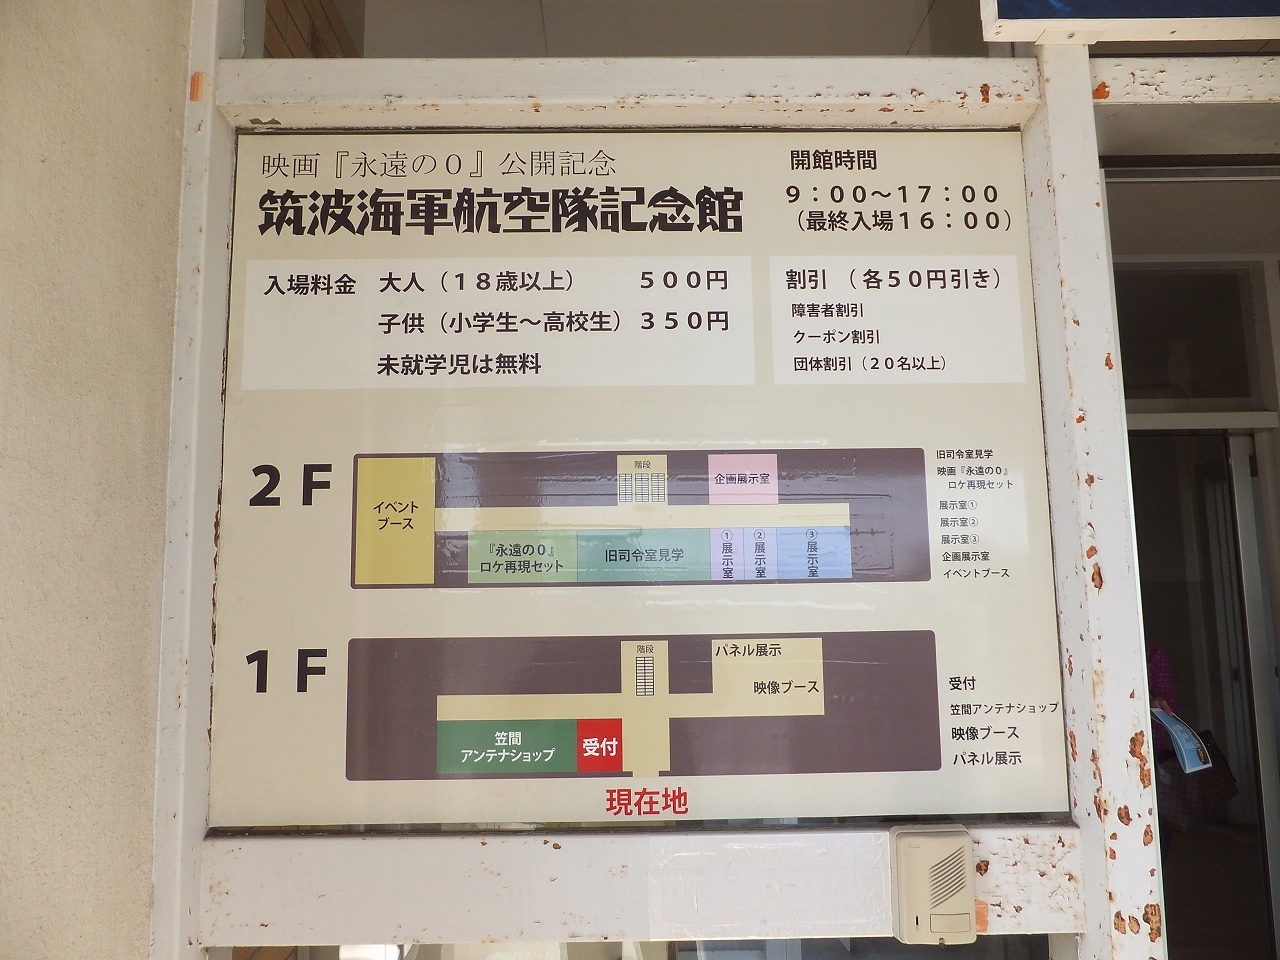 映画『永遠の０』公開記念
筑波海軍航空隊記念館
開館時間
９：００～１７：００
（最終入場１６：００）
入場料金 大人（１８歳以上） ５００円
子供（小学生～高校生）３５０円
未就学児は無料
割引（各５０円引き）
障害者割引
クーポン割引
団体割引（２０名以上）
２Ｆ
イベント
ブース
階段
企画展示室
『永遠の０』
ロケ再現セット
旧司令室見学
①展示室
②展示室
③展示室
旧司令室見学
映画『永遠の０』
ロケ再現セット
展示室①
展示室②
展示室③
企画展示室
イベントブース
１Ｆ
階段
パネル展示
映像ブース
笠間
アンテナショップ
受付
受付
笠間アンテナショップ
映像ブース
パネル展示
現在地